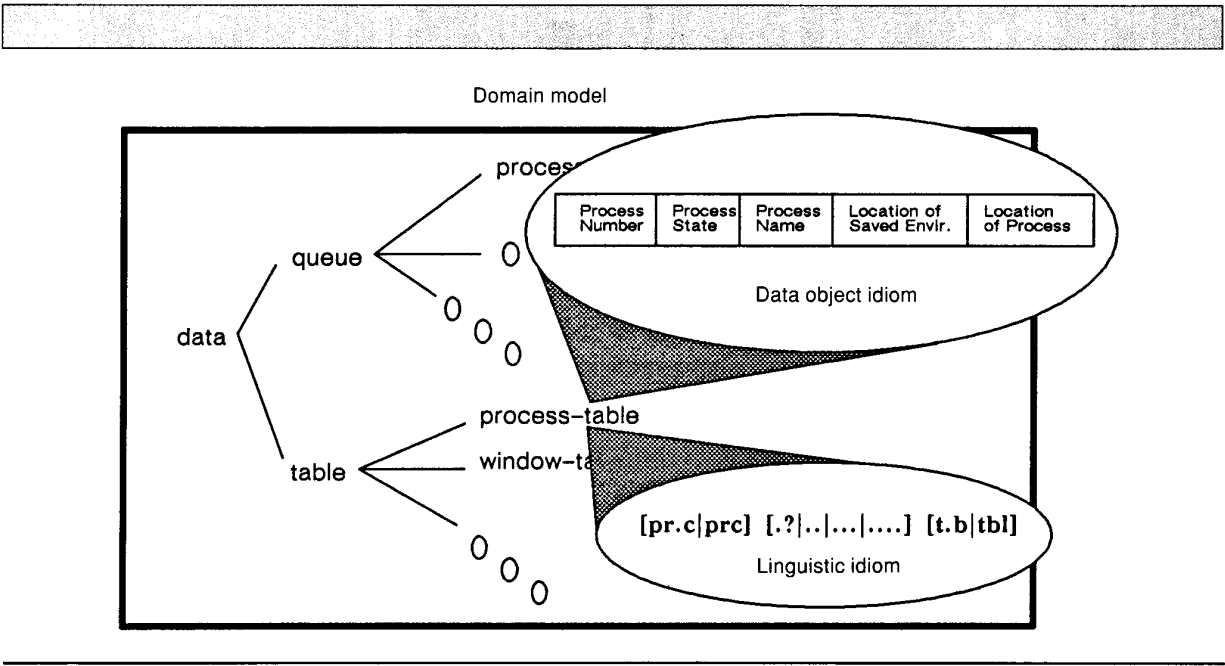 Domain model
proces
Process Number
Process State
Process Name
Location of Saved Envir.
Location of Process
queue
Data object idiom
data
process-table
window-ta
table
[pr.c|prc] [.?|..|...|....] [t.b|tbl]
Linguistic idiom